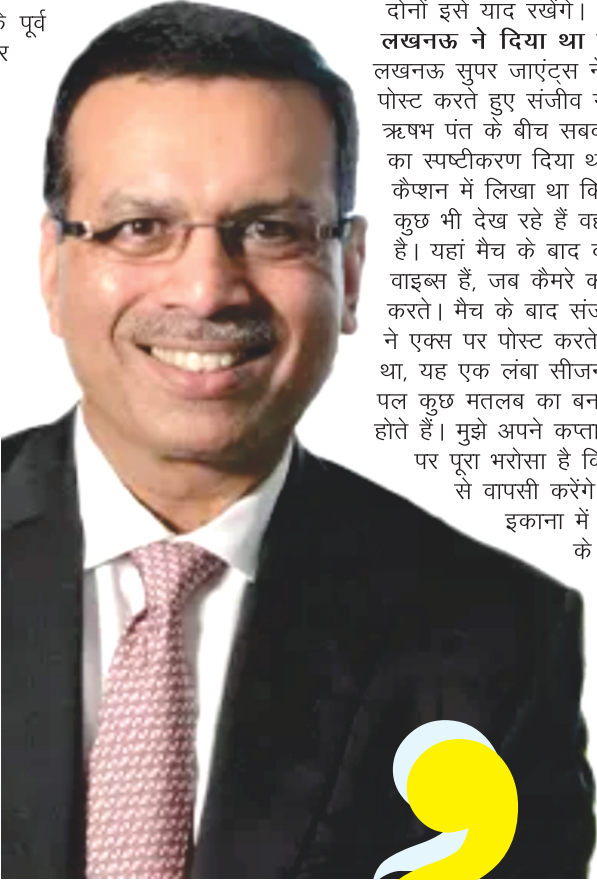 के पूर्व
र
दोनों इसे याद रखेंगे।
लखनऊ ने दिया था
लखनऊ सुपर जाएंट्स ने
पोस्ट करते हुए संजीव
ऋषभ पंत के बीच सबव
का स्पष्टीकरण दिया थ
कैप्शन में लिखा था कि
कुछ भी देख रहे हैं वह
है। यहां मैच के बाद
वाइब्स हैं, जब कैमरे क
करते। मैच के बाद संज
ने एक्स पर पोस्ट करते
था, यह एक लंबा सीजन
पल कुछ मतलब का बन
होते हैं। मुझे अपने कप्ता
पर पूरा भरोसा है कि
से वापसी करेंगे
इकाना में
के